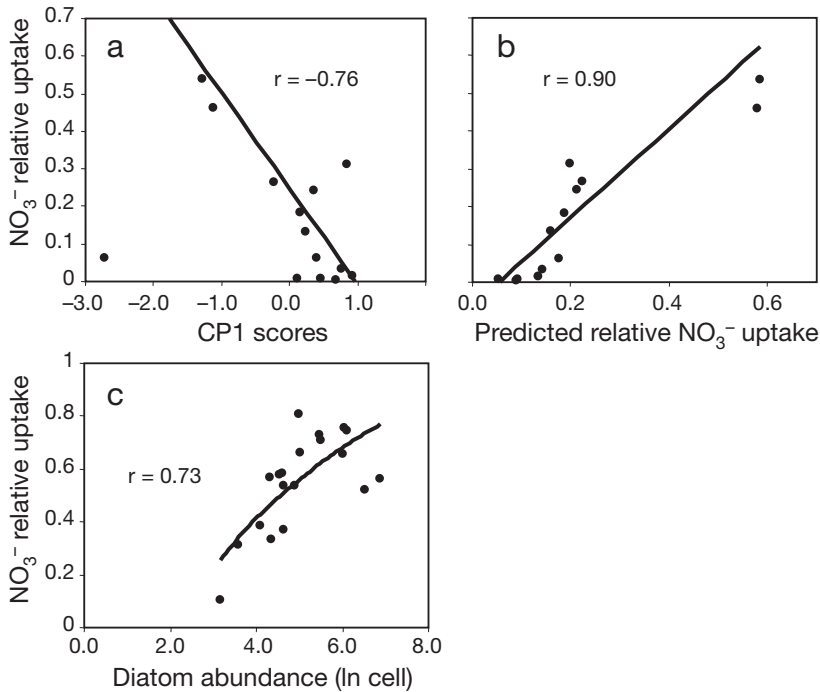 a
r = –0.76
NO3– relative uptake
0.7
0.6
0.5
0.4
0.3
0.2
0.1
0
–3.0
–2.0
–1.0
0.0
1.0
CP1 scores
b
r = 0.90
0.0
0.2
0.4
0.6
Predicted relative NO3– uptake
c
r = 0.73
NO3– relative uptake
1
0.8
0.6
0.4
0.2
0
0.0
2.0
4.0
6.0
8.0
Diatom abundance (ln cell)